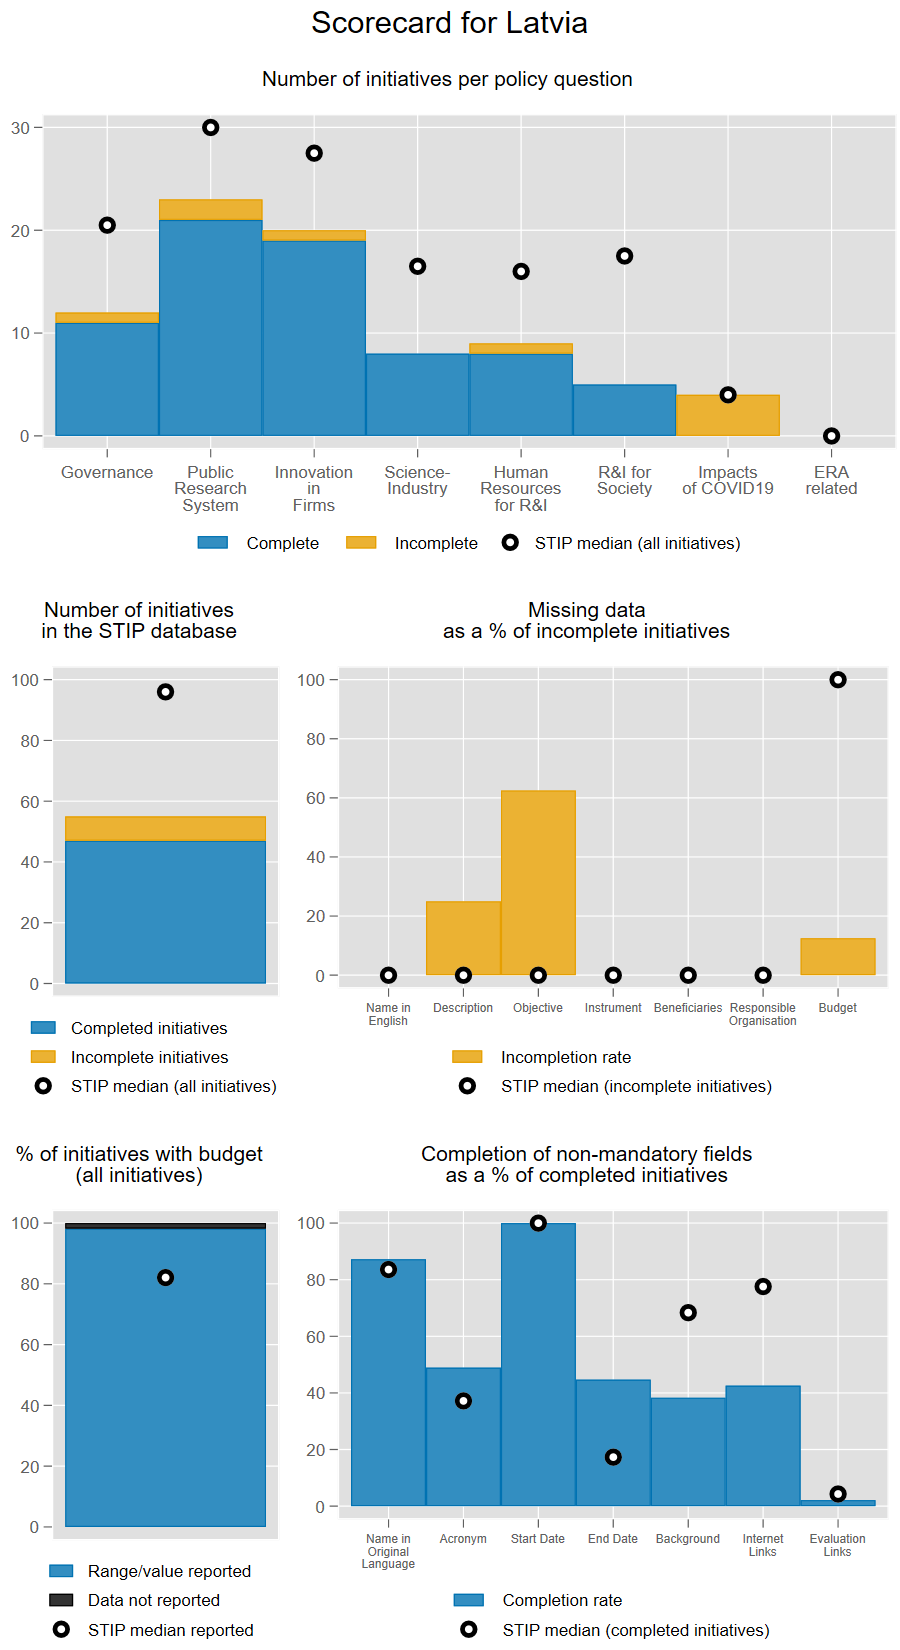 Scorecard for Latvia
Number of initiatives per policy question
30
20
10
0
Governance
Public
Research
System
Innovation
in
Firms
Science-
Industry
Human
Resources
for R&I
R&I for
Society
Impacts
of COVID19
ERA
related
Complete
Incomplete
STIP median (all initiatives)
Number of initiatives
in the STIP database
100
80
60
40
20
0
Completed initiatives
Incomplete initiatives
STIP median (all initiatives)
Missing data
as a % of incomplete initiatives
100
80
60
40
20
0
Name in
English
Description
Objective
Instrument
Beneficiaries
Responsible
Organisation
Budget
Incompletion rate
STIP median (incomplete initiatives)
% of initiatives with budget
(all initiatives)
100
80
60
40
20
0
Range/value reported
Data not reported
STIP median reported
Completion of non-mandatory fields
as a % of completed initiatives
100
80
60
40
20
0
Name in
Original
Language
Acronym
Start Date
End Date
Background
Internet
Links
Evaluation
Links
Completion rate
STIP median (completed initiatives)